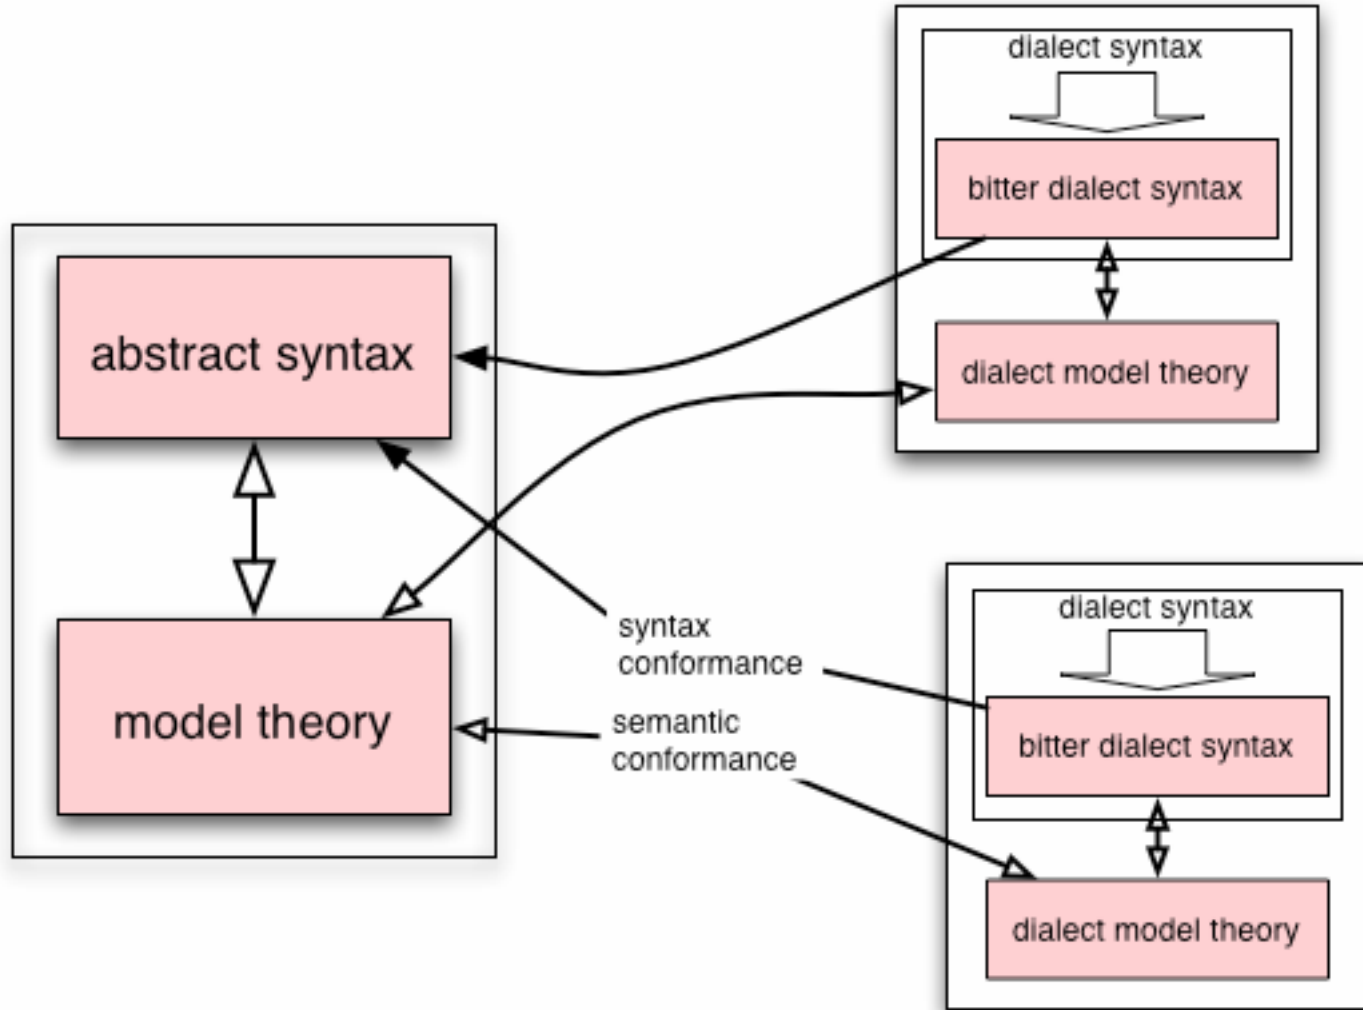 dialect syntax
bitter dialect syntax
dialect model theory
abstract syntax
model theory
syntax
conformance
semantic
conformance
dialect syntax
bitter dialect syntax
dialect model theory